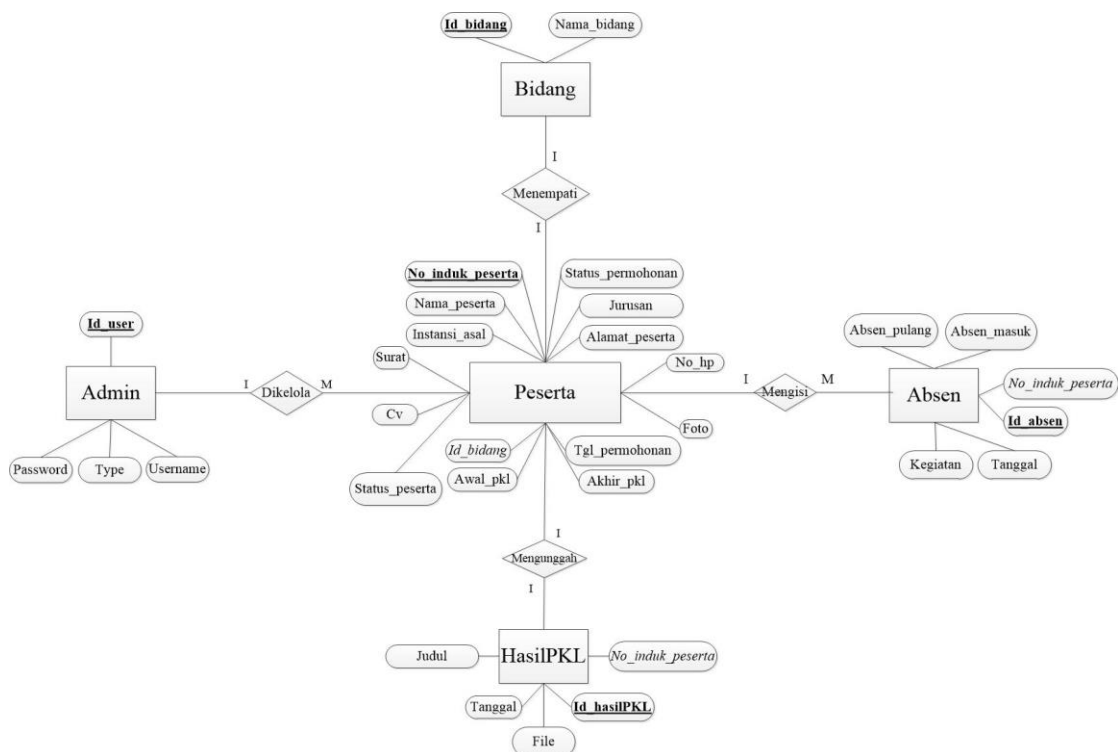 Id_bidang
Nama_bidang
Bidang
I
Menempati
I
No_induk_peserta
Status_permohonan
Nama_peserta
Jurusan
Instansi_asal
Alamat_peserta
Surat
No_hp
Id_user
Admin
I
Dikelola
M
Peserta
I
Mengisi
M
Absen_pulang
Absen_masuk
Absen
No_induk_peserta
Id_absen
Kegiatan
Tanggal
Password
Type
Username
Cv
Foto
Id_bidang
Tgl_permohonan
Status_peserta
Awal_pkl
Akhir_pkl
I
Mengunggah
I
Judul
HasilPKL
No_induk_peserta
Tanggal
Id_hasilPKL
File